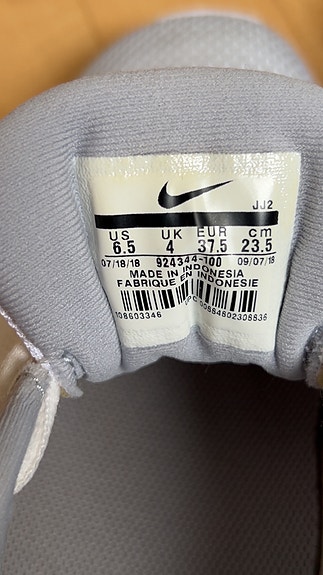 JJ2
US UK EUR cm
6.5 4 37.5 23.5
07/18/18 924344-100 09/07/18
MADE IN INDONESIA
FABRIQUE EN INDONESIE
108603346 00884802308836